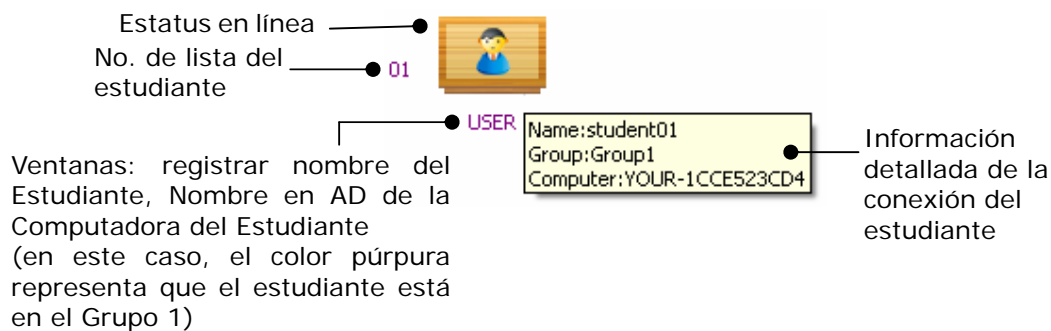 Estatus en línea
No. de lista del
estudiante
01
USER
Name:student01
Group:Group1
Computer:YOUR-1CCE523CD4
Información
detallada de la
conexión del
estudiante
Ventanas: registrar nombre del
Estudiante, Nombre en AD de la
Computadora del Estudiante
(en este caso, el color púrpura
representa que el estudiante está
en el Grupo 1)